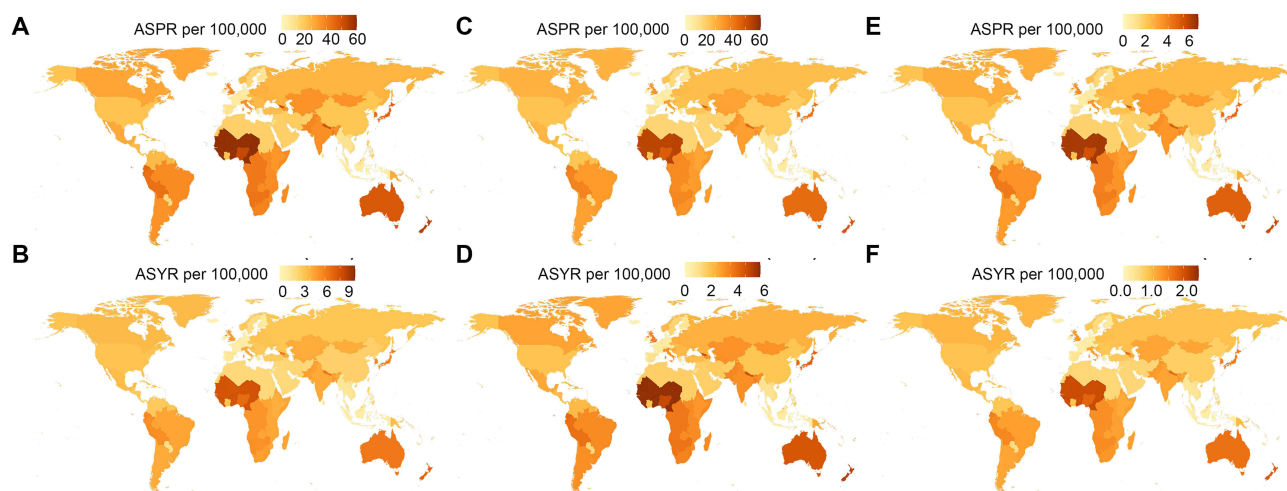 A
ASPR per 100,000
0 20 40 60
C
ASPR per 100,000
0 20 40 60
E
ASPR per 100,000
0 2 4 6
B
ASYR per 100,000
0 3 6 9
D
ASYR per 100,000
0 2 4 6
F
ASYR per 100,000
0.0 1.0 2.0